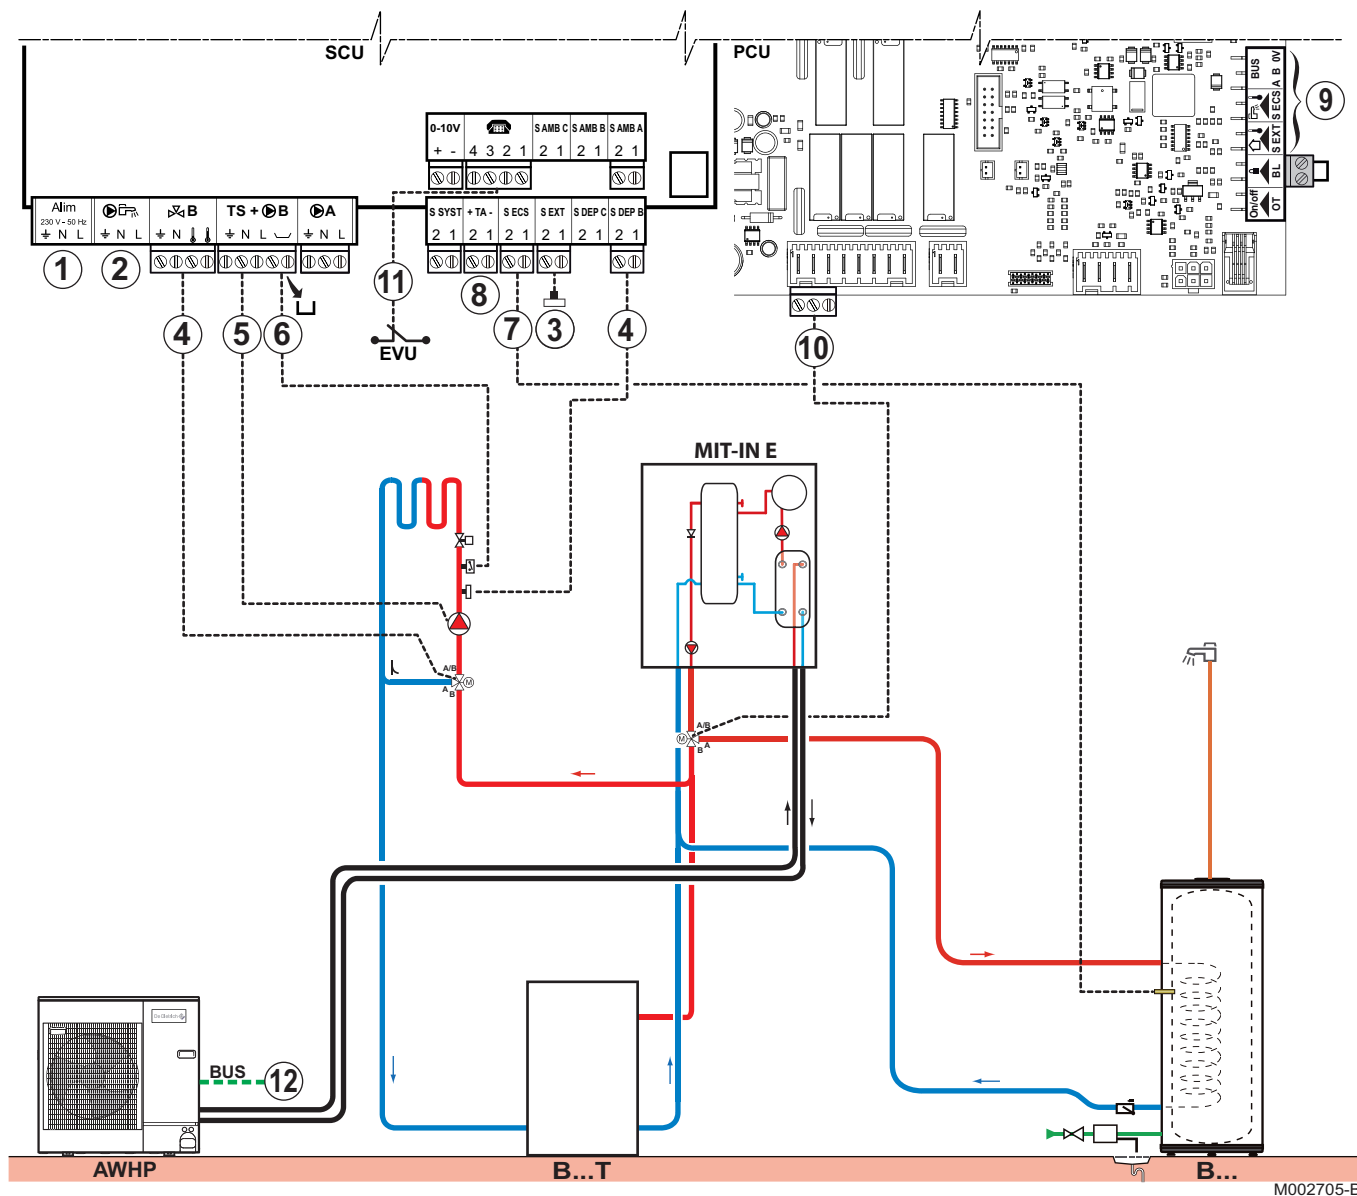 SCU
PCU
0-10V
+ -
4 3 2 1
S AMB C
2 1
S AMB B
2 1
S AMB A
2 1
Alim
230 V - 50 Hz
N L
N L
B
N
TS + B
N L
A
N L
S SYST
2 1
+ TA -
2 1
S ECS
2 1
S EXT
2 1
S DEP C
2 1
S DEP B
2 1
BUS
A B 0V
S ECS
S EXT
BL
On/off
OT
1
2
4
5
6
11
EVU
8
7
3
4
10
9
MIT-IN E
A/B
A
B
M
A/B
M
B
A
De Dietrich
BUS
12
AWHP
B...T
B...
M002705-B